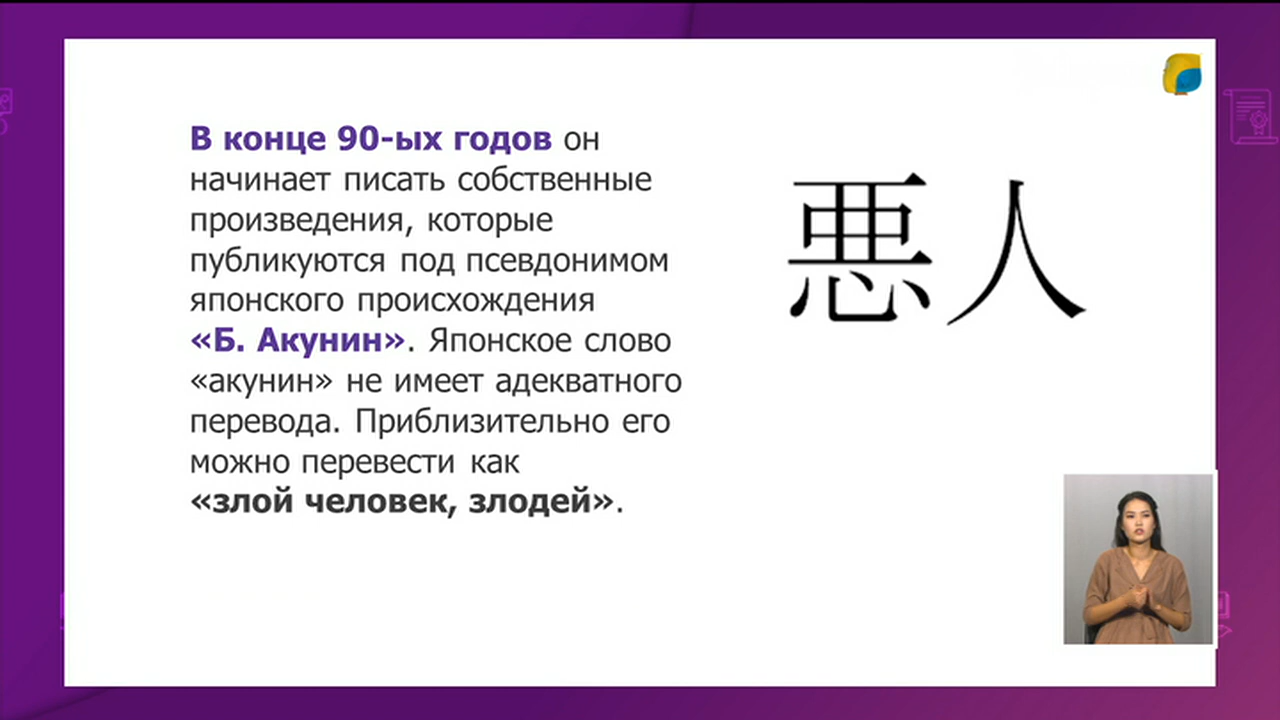 В конце 90-ых годов он
начинает писать собственные
произведения, которые
публикуются под псевдонимом
японского происхождения
«Б. Акунин». Японское слово
«акунин» не имеет адекватного
перевода. Приблизительно его
можно перевести как
«злой человек, злодей».
悪人